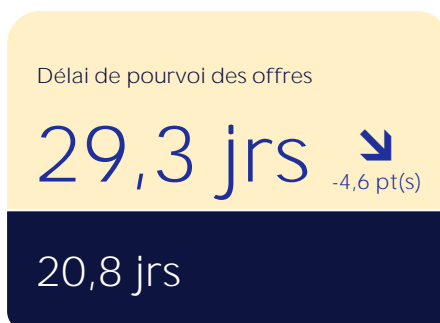 Délai de pourvoi des offres
29,3 jrs
-4,6 pt(s)
20,8 jrs